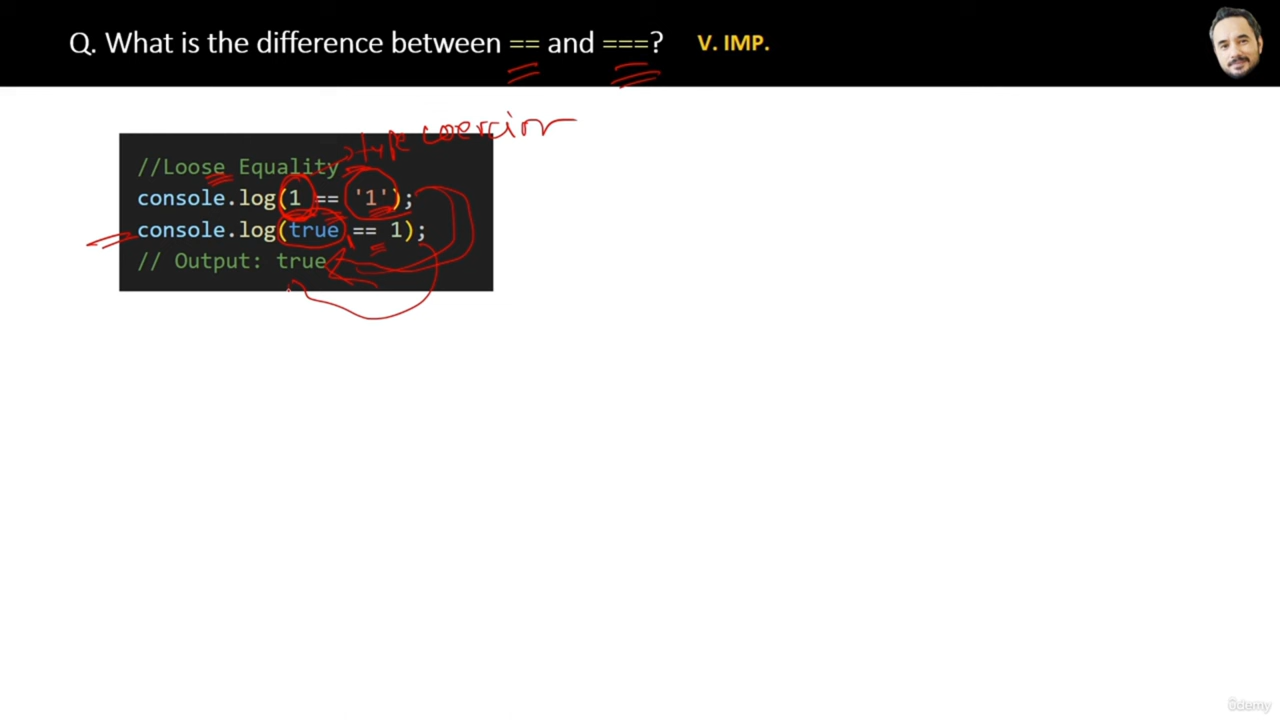 Q. What is the difference between == and ===? V. IMP.
type coercion
//Loose Equality
console.log(1 == '1');
console.log(true == 1);
// Output: true
ûdemy